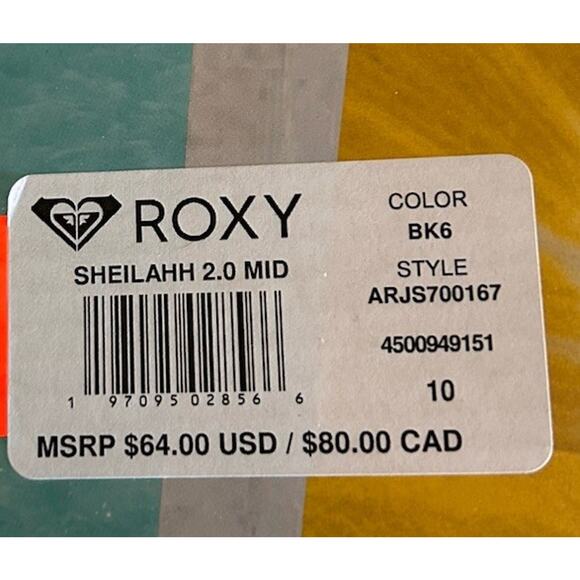 ROXY
SHEILAHH 2.0 MID
1 97095 02856 6
MSRP $64.00 USD / $80.00 CAD
COLOR
BK6
STYLE
ARJS700167
4500949151
10